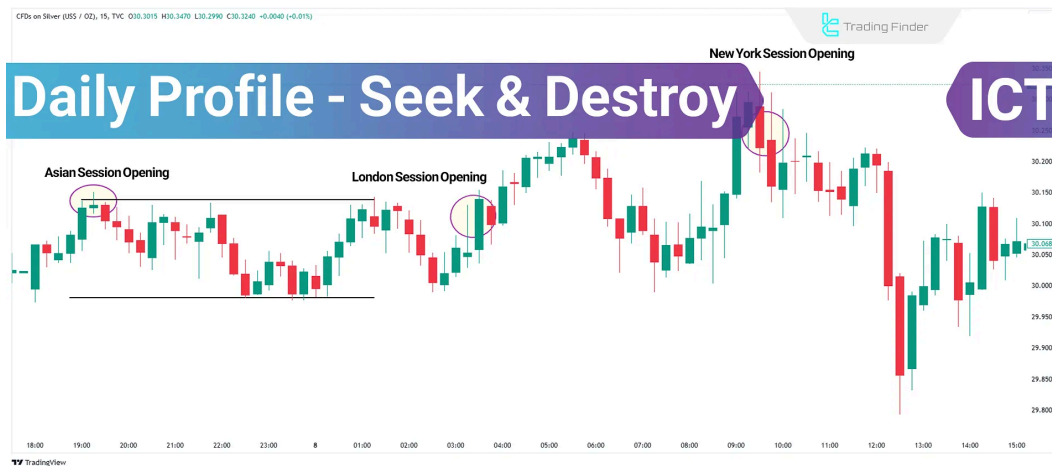 CFDs on Silver (US$ / OZ), 15, TVC O30.3015 H30.3470 L30.2990 C30.3240 +0.0040 (+0.01%)
Trading Finder
New York Session Opening
Daily Profile - Seek & Destroy
ICT
Asian Session Opening
London Session Opening
30.200
30.150
30.100
30.068
30.050
30.000
29.950
29.900
29.850
29.800
18:00 19:00 20:00 21:00 22:00 23:00 8 01:00 02:00 03:00 04:00 05:00 06:00 07:00 08:00 09:00 10:00 11:00 12:00 13:00 14:00 15:00
TradingView